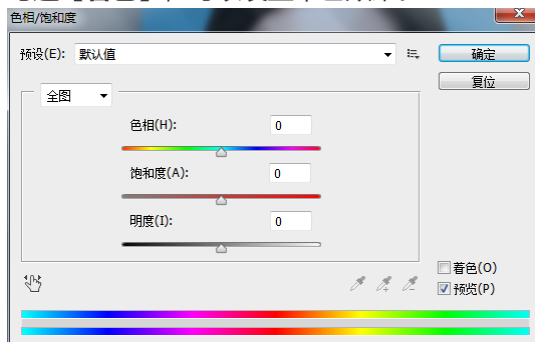 色相/饱和度
预设(E): 默认值
确定
复位
全图
色相(H): 0
饱和度(A): 0
明度(I): 0
着色(O)
预览(P)